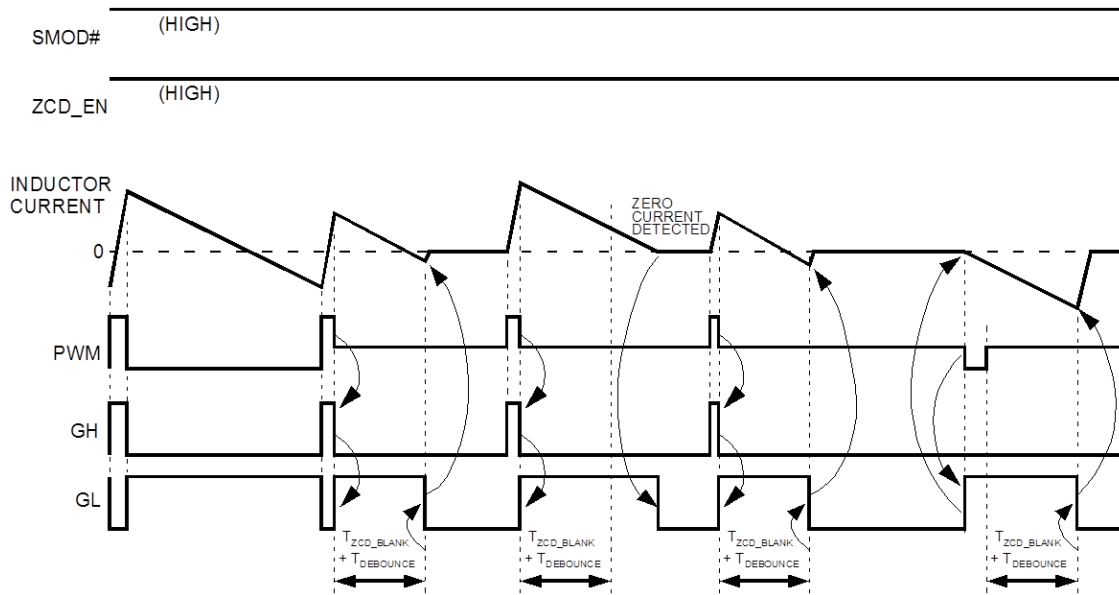 SMOD#
(HIGH)
ZCD_EN
(HIGH)
INDUCTOR
CURRENT
0
ZERO
CURRENT
DETECTED
PWM
GH
GL
TZCD_BLANK
+ TDEBOUNCE
TZCD_BLANK
+ TDEBOUNCE
TZCD_BLANK
+ TDEBOUNCE
TZCD_BLANK
+ TDEBOUNCE